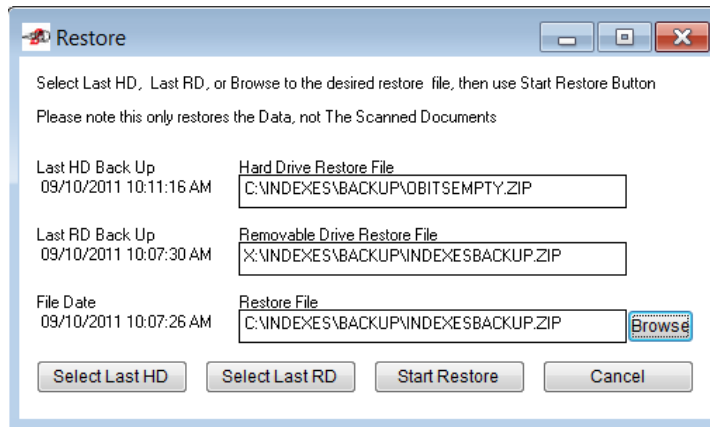 Restore
Select Last HD, Last RD, or Browse to the desired restore file, then use Start Restore Button
Please note this only restores the Data, not The Scanned Documents
Last HD Back Up Hard Drive Restore File
09/10/2011 10:11:16 AM C:\INDEXES\BACKUP\OBITSEMPTY.ZIP
Last RD Back Up Removable Drive Restore File
09/10/2011 10:07:30 AM X:\INDEXES\BACKUP\INDEXESBACKUP.ZIP
File Date Restore File
09/10/2011 10:07:26 AM C:\INDEXES\BACKUP\INDEXESBACKUP.ZIP Browse
Select Last HD Select Last RD Start Restore Cancel